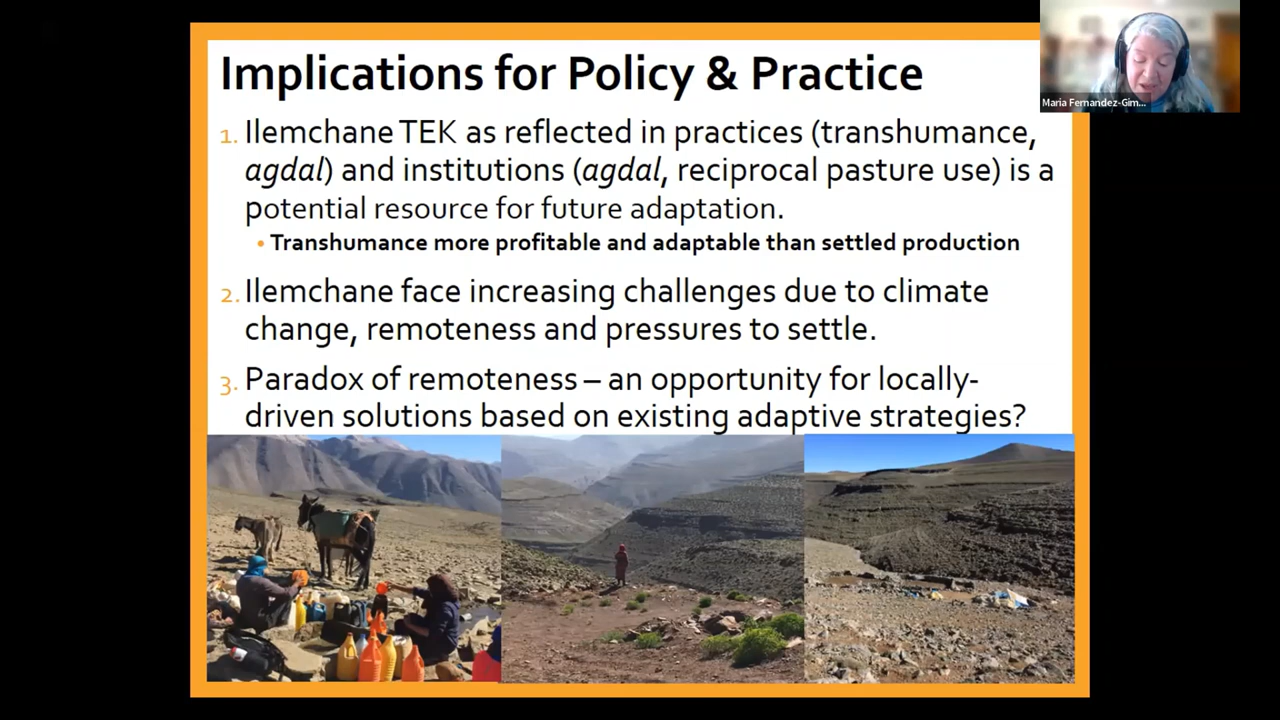 Implications for Policy & Practice
Maria Fernandez-Gim...
1. Ilemchane TEK as reflected in practices (transhumance,
agdal) and institutions (agdal, reciprocal pasture use) is a
potential resource for future adaptation.
• Transhumance more profitable and adaptable than settled production
2. Ilemchane face increasing challenges due to climate
change, remoteness and pressures to settle.
3. Paradox of remoteness – an opportunity for locally-
driven solutions based on existing adaptive strategies?